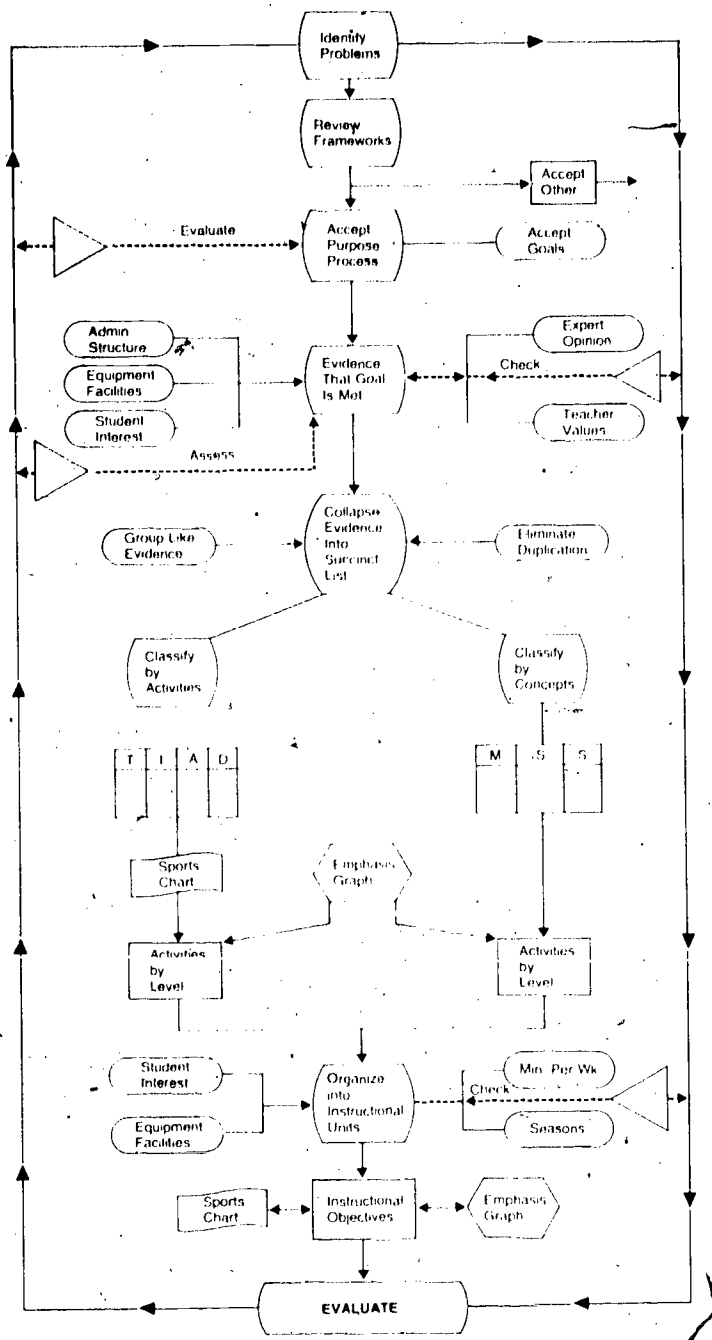 Identify
Problems
Review
Frameworks
Accept
Other
Evaluate
Accept
Purpose
Process
Accept
Goals
Admin
Structure
Equipment
Facilities
Student
Interest
Evidence
That Goal
Is Met
Expert
Opinion
Check
Teacher
Values
Assess
Group Like
Evidence
Collapse
Evidence
Into
Succinct
List
Eliminate
Duplication
Classify
by
Activities
Classify
by
Concepts
T I A D
M S S
Sports
Chart
Emphasis
Graph
Activities
by
Level
Activities
by
Level
Student
Interest
Equipment
Facilities
Organize
into
Instructional
Units
Check
Min. Per Wk
Seasons
Sports
Chart
Instructional
Objectives
Emphasis
Graph
EVALUATE